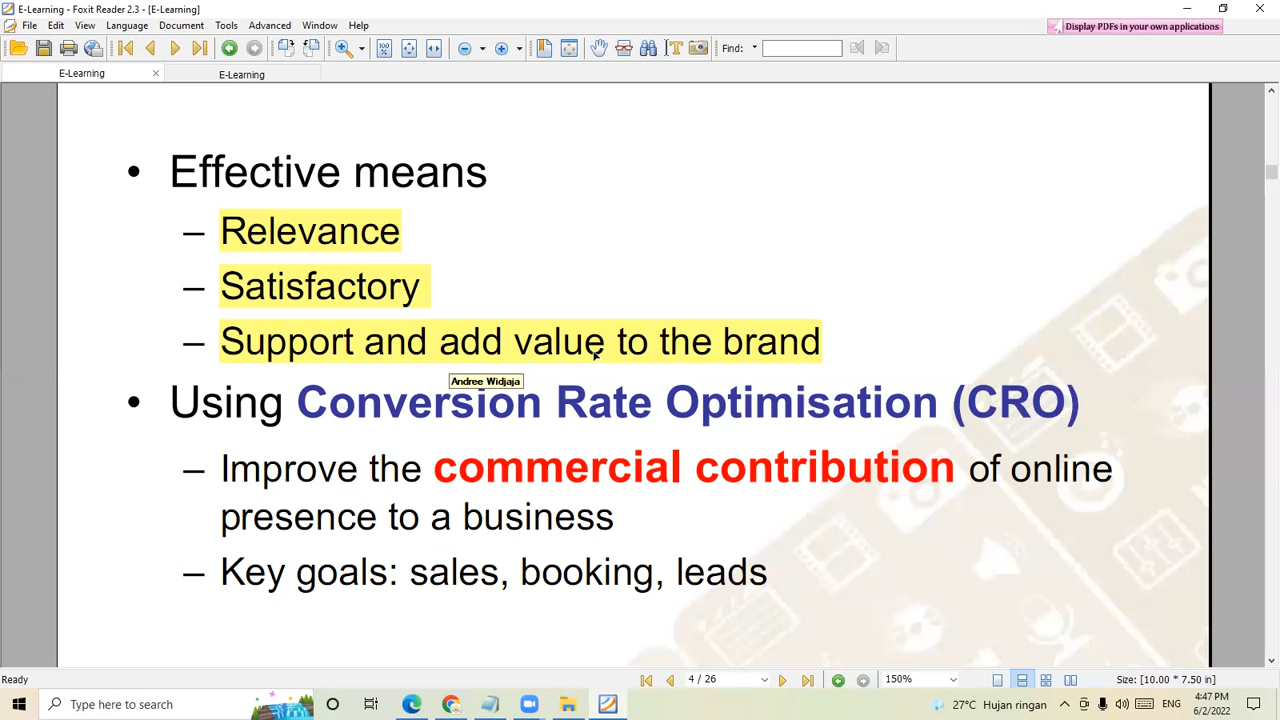 E-Learning - Foxit Reader 2.3 - [E-Learning]
File Edit View Language Document Tools Advanced Window Help
Display PDFs in your own applications
Find:
E-Learning
E-Learning
• Effective means
– Relevance
– Satisfactory
– Support and add value to the brand
Andree Widjaja
• Using Conversion Rate Optimisation (CRO)
– Improve the commercial contribution of online
presence to a business
– Key goals: sales, booking, leads
Ready
4 / 26
150%
Size: [10.00 * 7.50 in]
Type here to search
27°C Hujan ringan
ENG
4:47 PM
6/2/2022